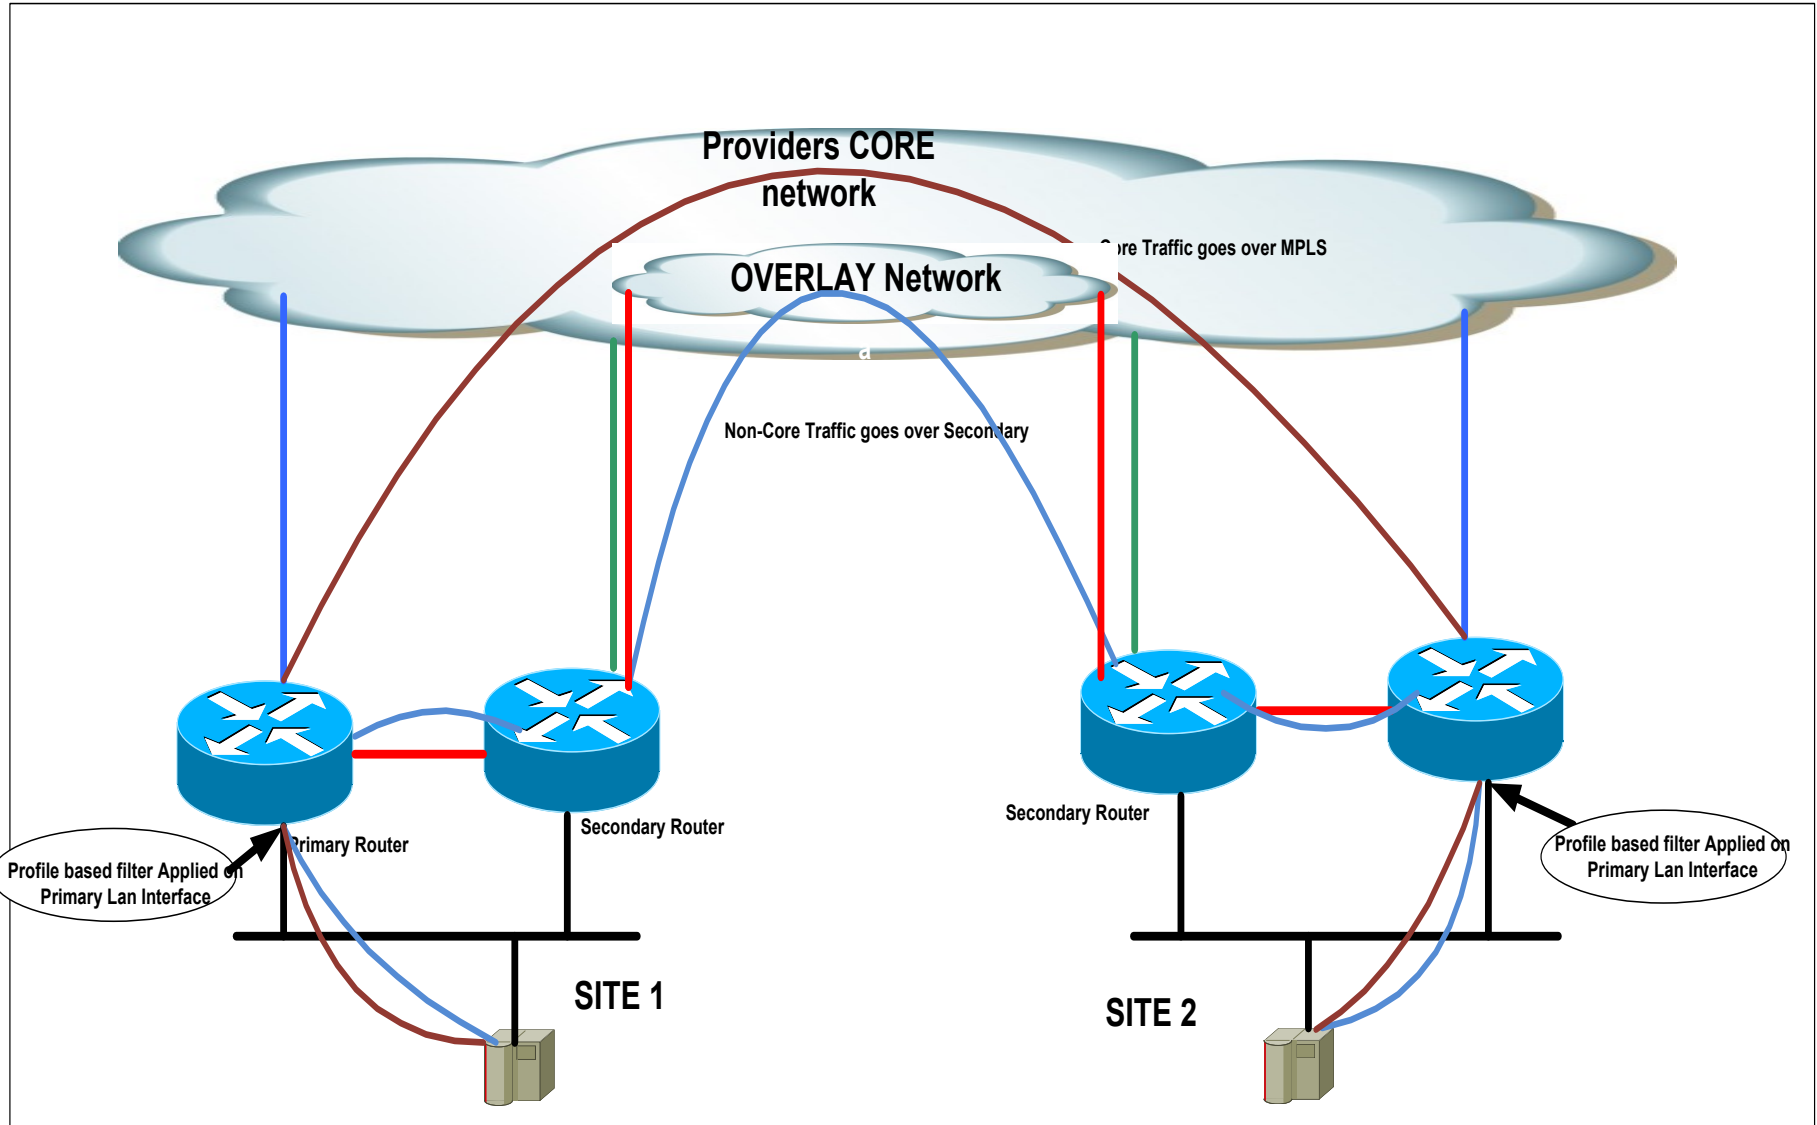 Providers CORE
network
Core Traffic goes over MPLS
OVERLAY Network
a
Non-Core Traffic goes over Secondary
Secondary Router
Secondary Router
Primary Router
Profile based filter Applied on
Primary Lan Interface
Profile based filter Applied on
Primary Lan Interface
SITE 1
SITE 2